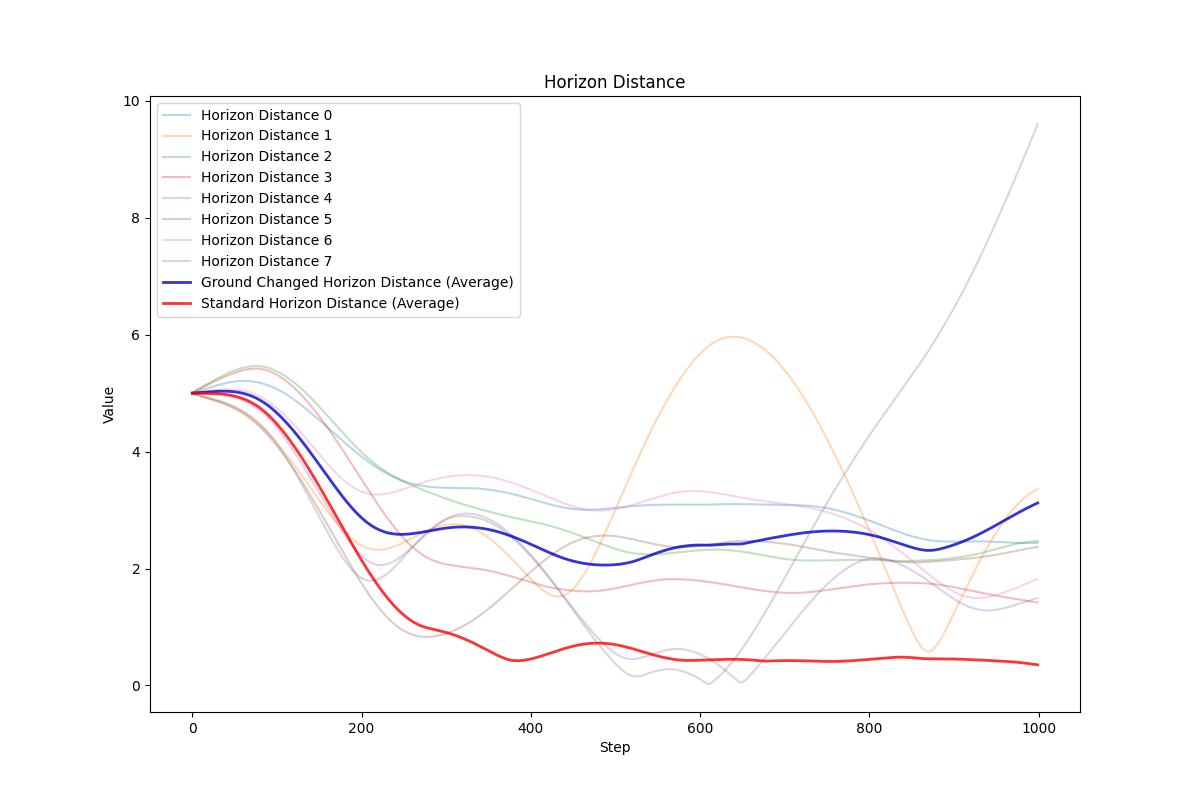 Horizon Distance
10
8
6
4
2
0
Value
Horizon Distance 0
Horizon Distance 1
Horizon Distance 2
Horizon Distance 3
Horizon Distance 4
Horizon Distance 5
Horizon Distance 6
Horizon Distance 7
Ground Changed Horizon Distance (Average)
Standard Horizon Distance (Average)
0 200 400 600 800 1000
Step